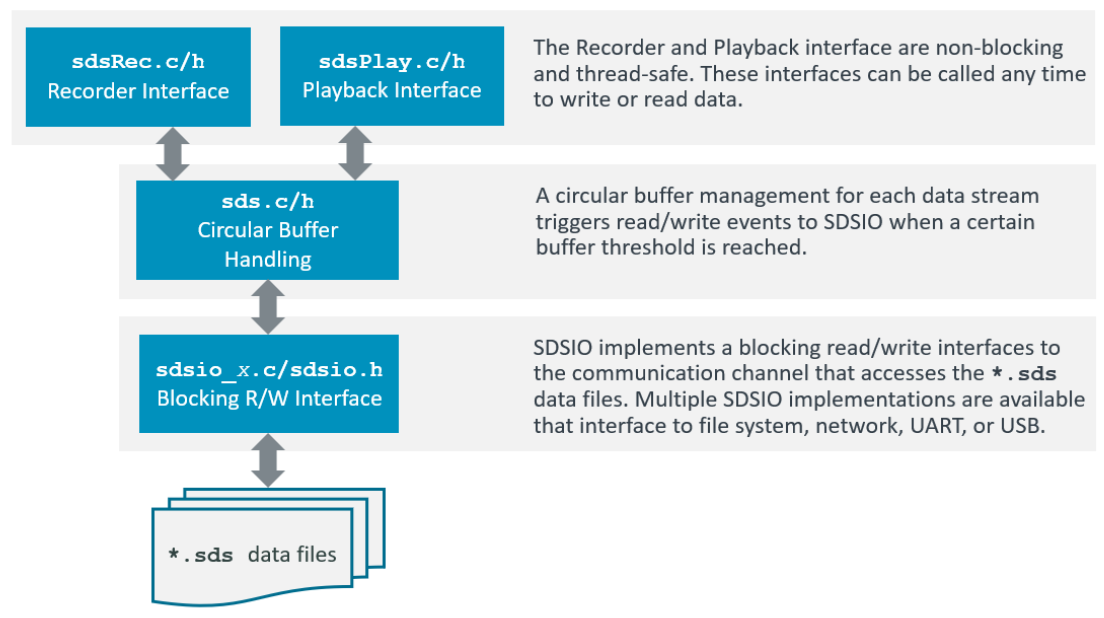 sdsRec.c/h
Recorder Interface
sdsPlay.c/h
Playback Interface
The Recorder and Playback interface are non-blocking
and thread-safe. These interfaces can be called any time
to write or read data.
sds.c/h
Circular Buffer
Handling
A circular buffer management for each data stream
triggers read/write events to SDSIO when a certain
buffer threshold is reached.
sdsio_x.c/sdsio.h
Blocking R/W Interface
SDSIO implements a blocking read/write interfaces to
the communication channel that accesses the *.sds
data files. Multiple SDSIO implementations are available
that interface to file system, network, UART, or USB.
*.sds data files